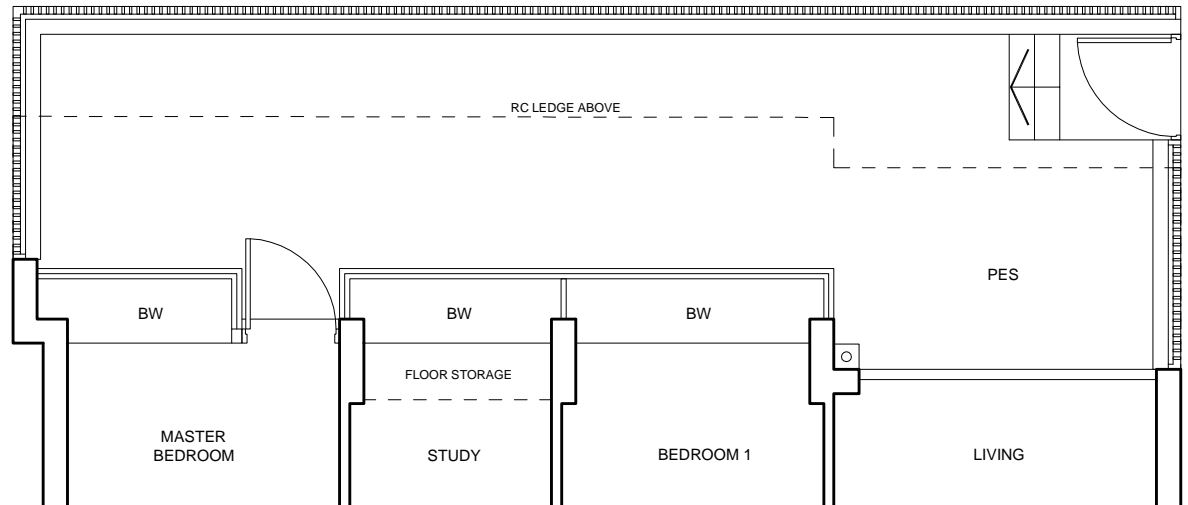 RC LEDGE ABOVE
PES
BW
BW
BW
FLOOR STORAGE
MASTER
BEDROOM
STUDY
BEDROOM 1
LIVING